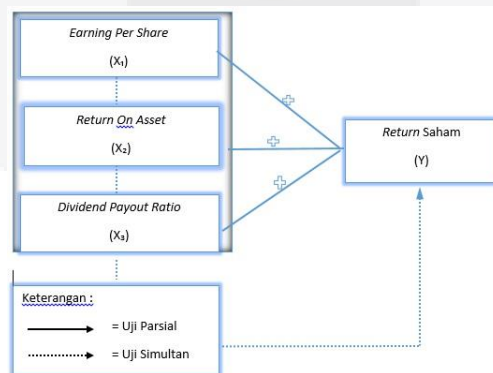 Earning Per Share
(X₁)
Return On Asset
(X₂)
Dividend Payout Ratio
(X₃)
Return Saham
(Y)
Keterangan :
= Uji Parsial
= Uji Simultan